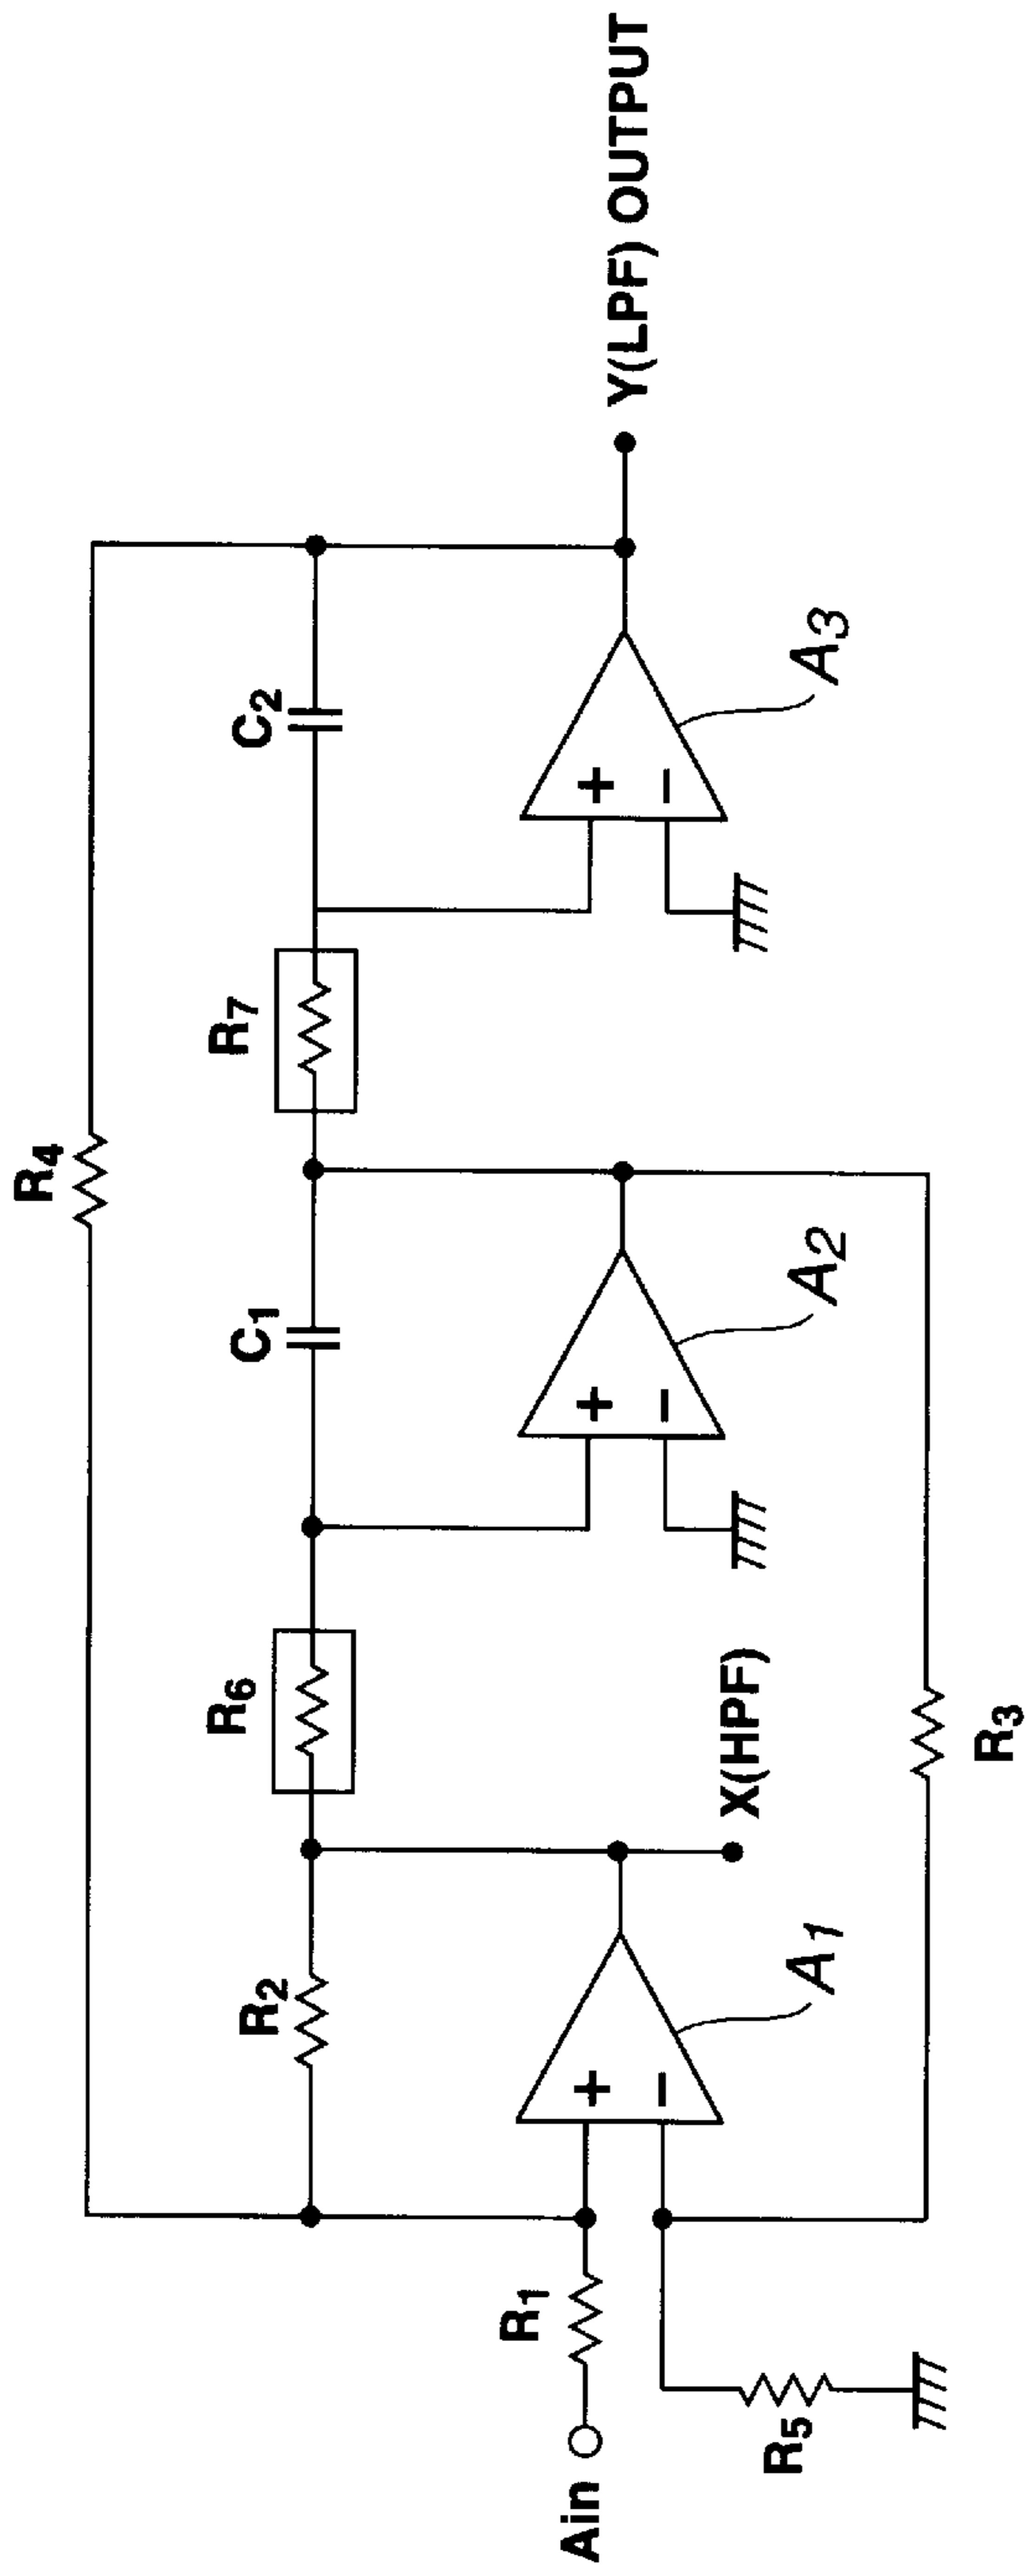 R4
R2
R6
C1
R7
C2
Ain
R1
+
−
A1
X(HPF)
+
−
A2
+
−
A3
Y(LPF) OUTPUT
R5
R3